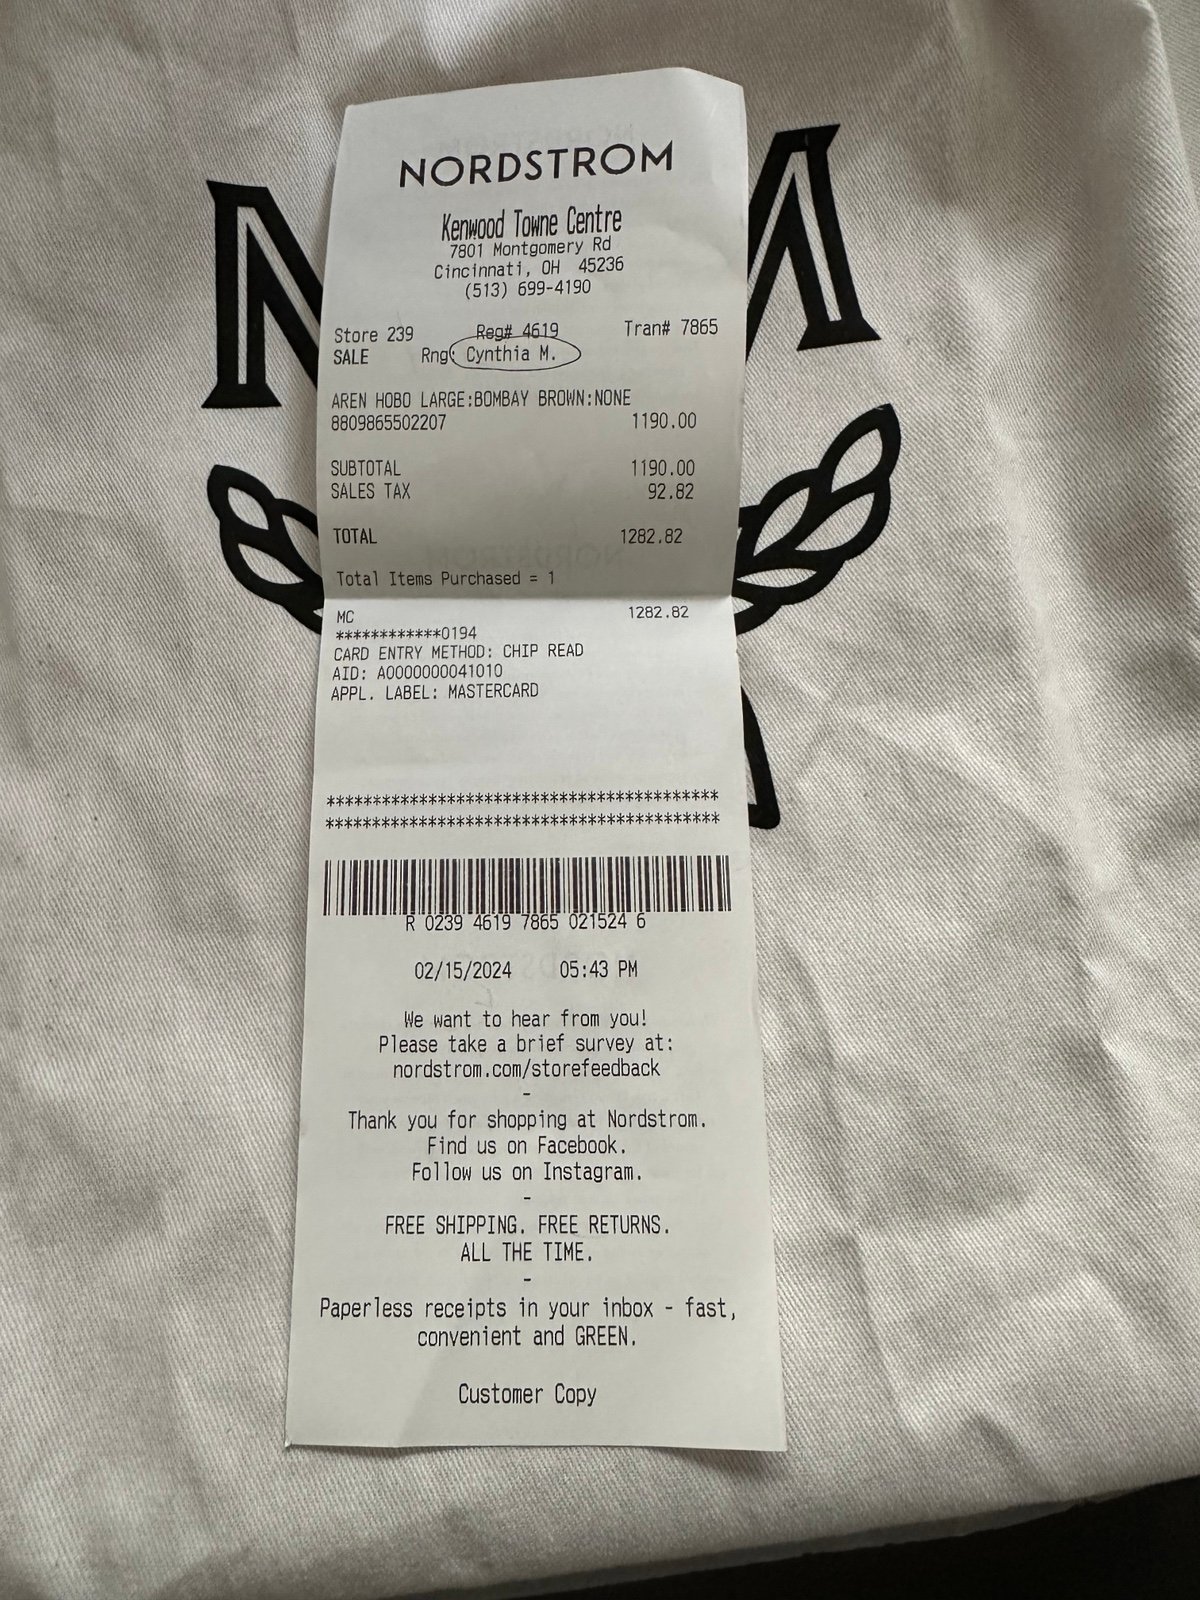 NORDSTROM
Kenwood Towne Centre
7801 Montgomery Rd
Cincinnati, OH 45236
(513) 699-4190
Store 239 Reg# 4619 Tran# 7865
SALE Rng: Cynthia M.
AREN HOBO LARGE:BOMBAY BROWN:NONE
8809865502207 1190.00
SUBTOTAL 1190.00
SALES TAX 92.82
TOTAL 1282.82
Total Items Purchased = 1
MC 1282.82
************0194
CARD ENTRY METHOD: CHIP READ
AID: A0000000041010
APPL. LABEL: MASTERCARD
******************************************
******************************************
R 0239 4619 7865 021524 6
02/15/2024 05:43 PM
We want to hear from you!
Please take a brief survey at:
nordstrom.com/storefeedback
-
Thank you for shopping at Nordstrom.
Find us on Facebook.
Follow us on Instagram.
-
FREE SHIPPING. FREE RETURNS.
ALL THE TIME.
-
Paperless receipts in your inbox - fast,
convenient and GREEN.
Customer Copy